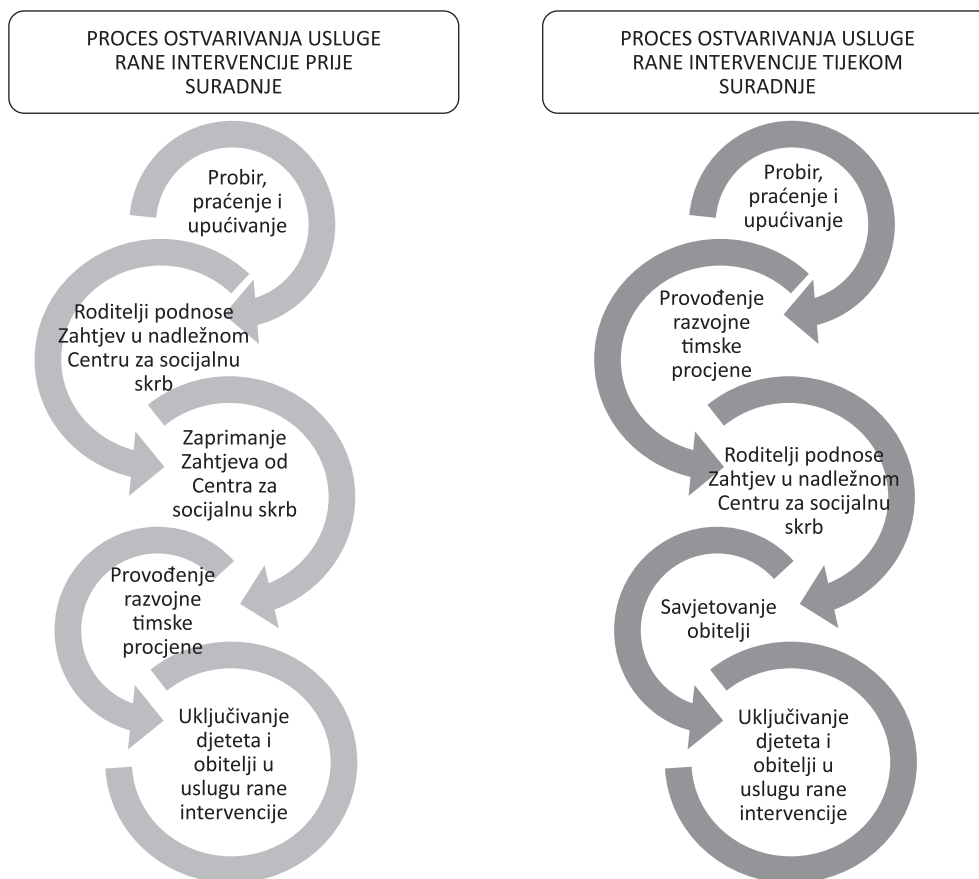 PROCES OSTVARIVANJA USLUGE
RANE INTERVENCIJE PRIJE
SURADNJE
Probir,
praćenje i
upućivanje
Roditelji podnose
Zahtjev u nadležnom
Centru za socijalnu
skrb
Zaprimanje
Zahtjeva od
Centra za
socijalnu skrb
Provođenje
razvojne
timske
procjene
Uključivanje
djeteta i
obitelji u
uslugu rane
intervencije
PROCES OSTVARIVANJA USLUGE
RANE INTERVENCIJE TIJEKOM
SURADNJE
Probir,
praćenje i
upućivanje
Provođenje
razvojne
timske
procjene
Roditelji podnose
Zahtjev u nadležnom
Centru za socijalnu
skrb
Savjetovanje
obitelji
Uključivanje
djeteta i
obitelji u
uslugu rane
intervencije